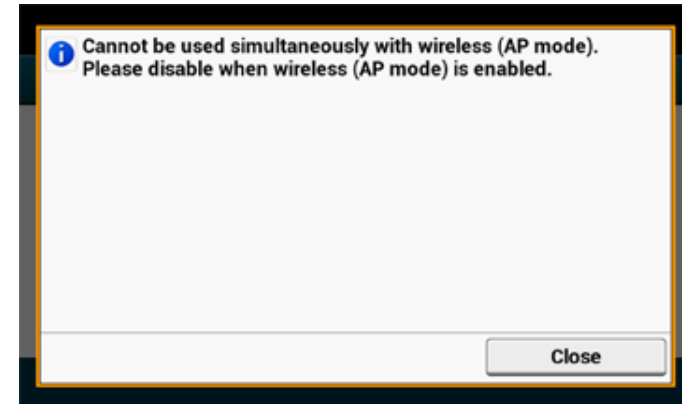 Cannot be used simultaneously with wireless (AP mode).
Please disable when wireless (AP mode) is enabled.
Close